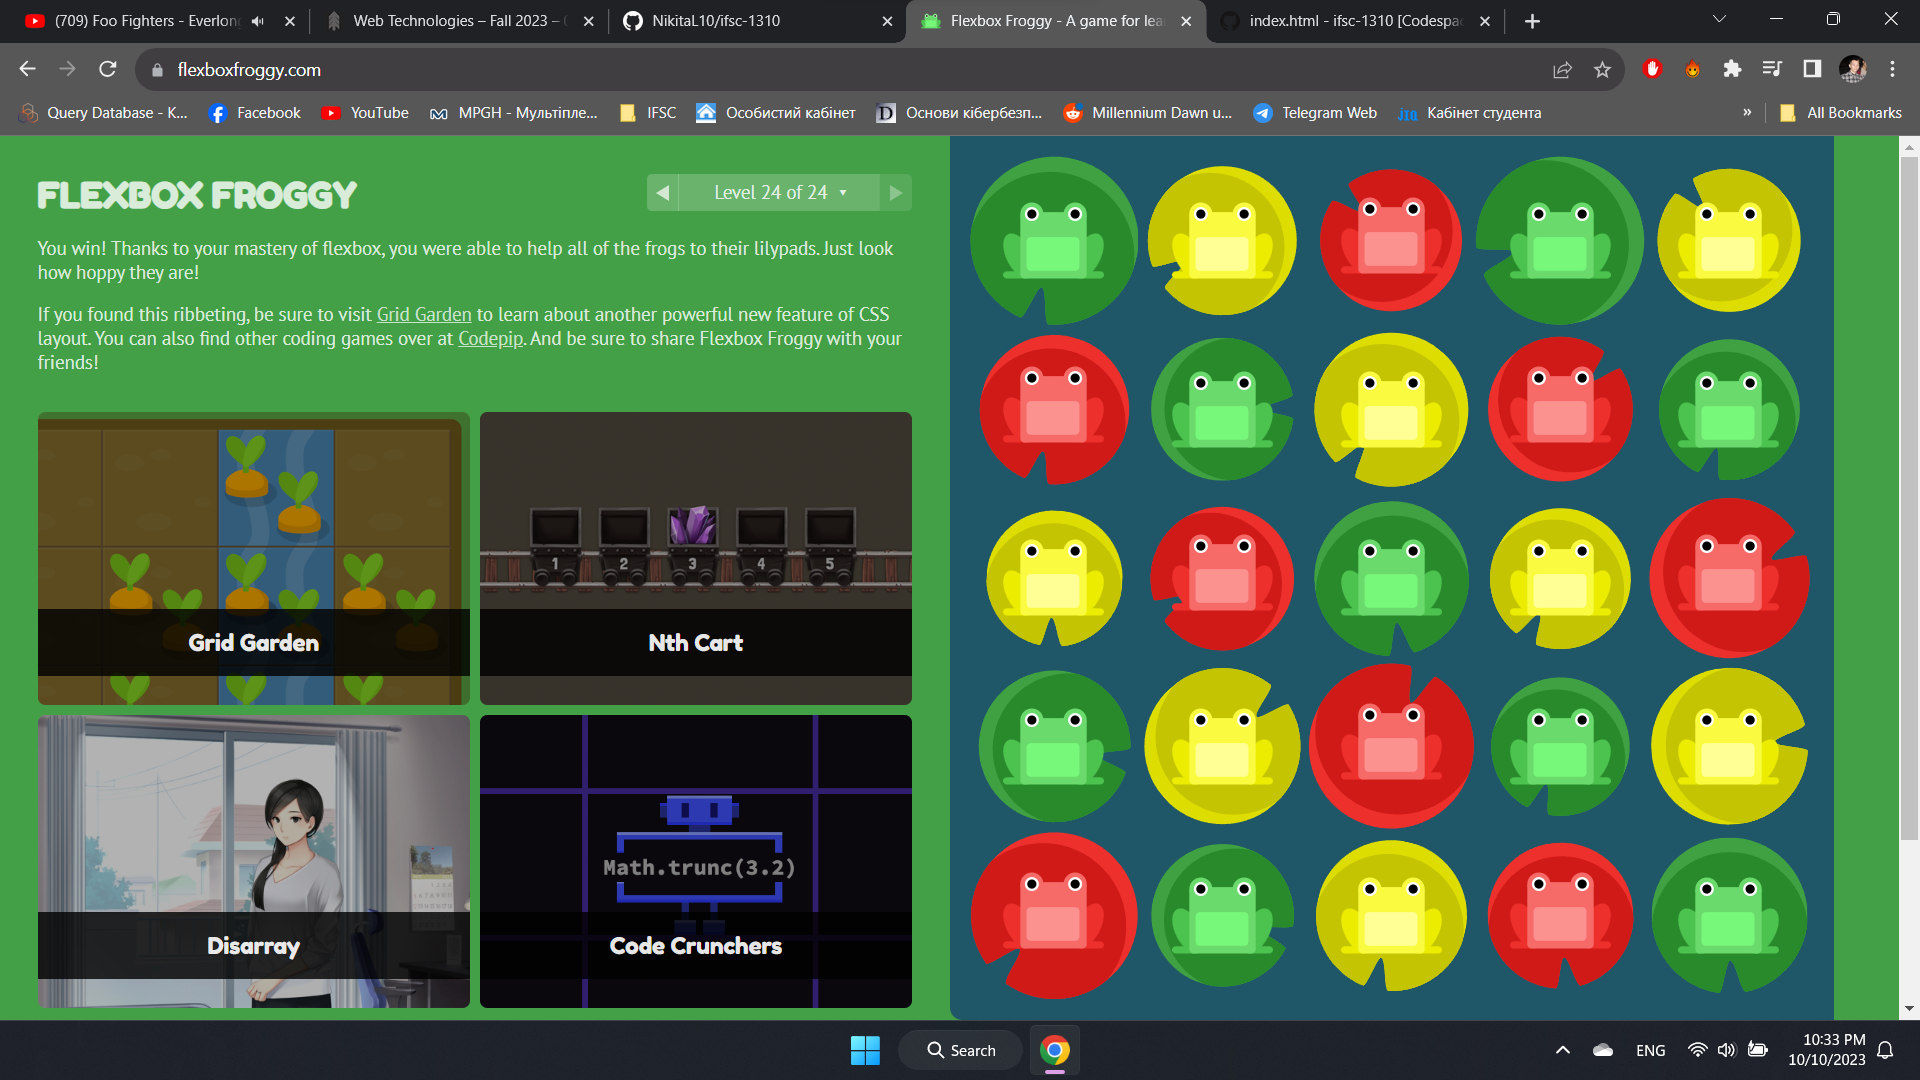 (709) Foo Fighters - Everlong
Web Technologies – Fall 2023 –
NikitaL10/ifsc-1310
Flexbox Froggy - A game for lea
index.html - ifsc-1310 [Codespac
flexboxfroggy.com
Query Database - K...
Facebook
YouTube
MPGH - Мультіпле...
IFSC
Особистий кабінет
Основи кібербезп...
Millennium Dawn u...
Telegram Web
Кабінет студента
»
All Bookmarks
FLEXBOX FROGGY
Level 24 of 24
You win! Thanks to your mastery of flexbox, you were able to help all of the frogs to their lilypads. Just look
how hoppy they are!
If you found this ribbeting, be sure to visit Grid Garden to learn about another powerful new feature of CSS
layout. You can also find other coding games over at Codepip. And be sure to share Flexbox Froggy with your
friends!
1 2 3 4 5
Grid Garden
Nth Cart
Math.trunc(3.2)
Disarray
Code Crunchers
Search
ENG
10:33 PM
10/10/2023